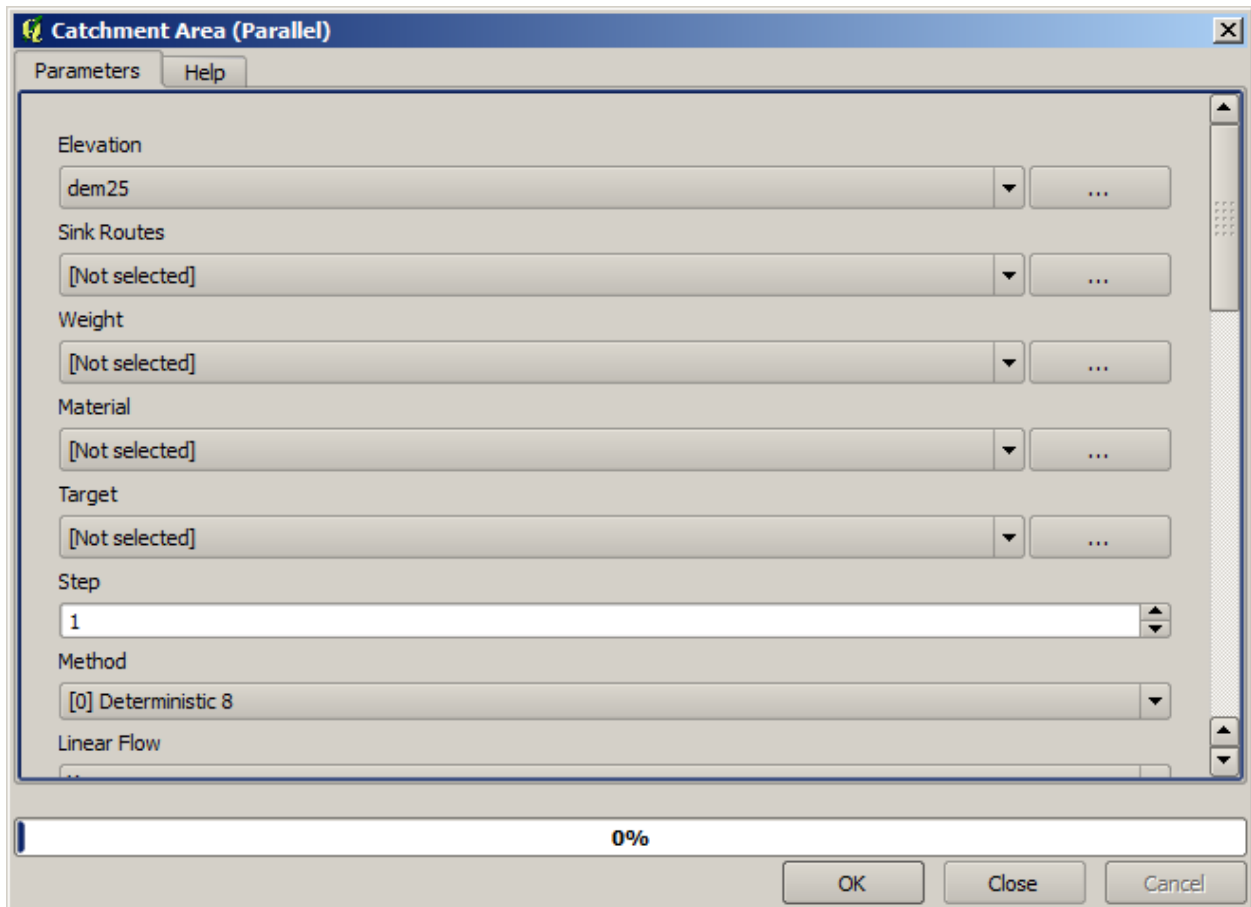 Catchment Area (Parallel)
Parameters Help
Elevation
dem25 ...
Sink Routes
[Not selected] ...
Weight
[Not selected] ...
Material
[Not selected] ...
Target
[Not selected] ...
Step
1
Method
[0] Deterministic 8
Linear Flow
0%
OK Close Cancel